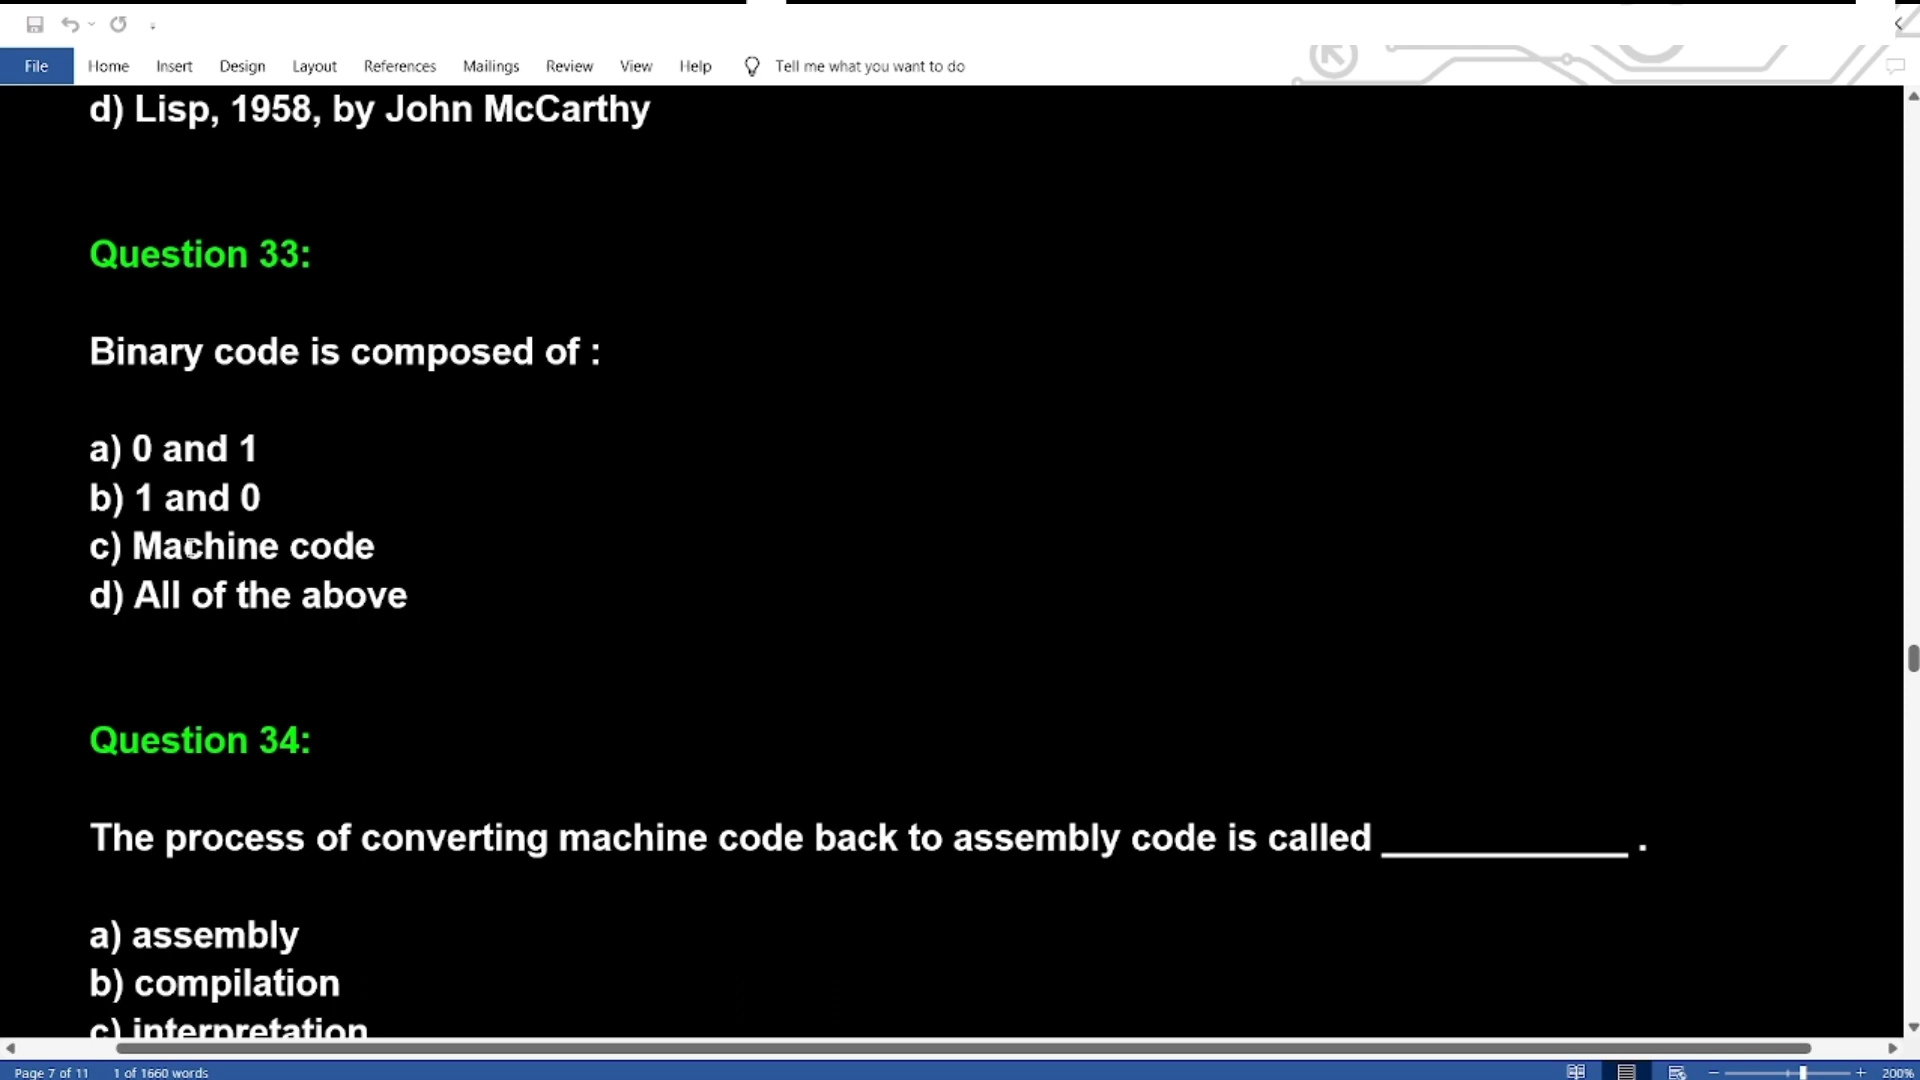 File Home Insert Design Layout References Mailings Review View Help Tell me what you want to do
d) Lisp, 1958, by John McCarthy
Question 33:
Binary code is composed of :
a) 0 and 1
b) 1 and 0
c) Machine code
d) All of the above
Question 34:
The process of converting machine code back to assembly code is called ____________ .
a) assembly
b) compilation
c) interpretation
Page 7 of 11 1 of 1660 words 200%